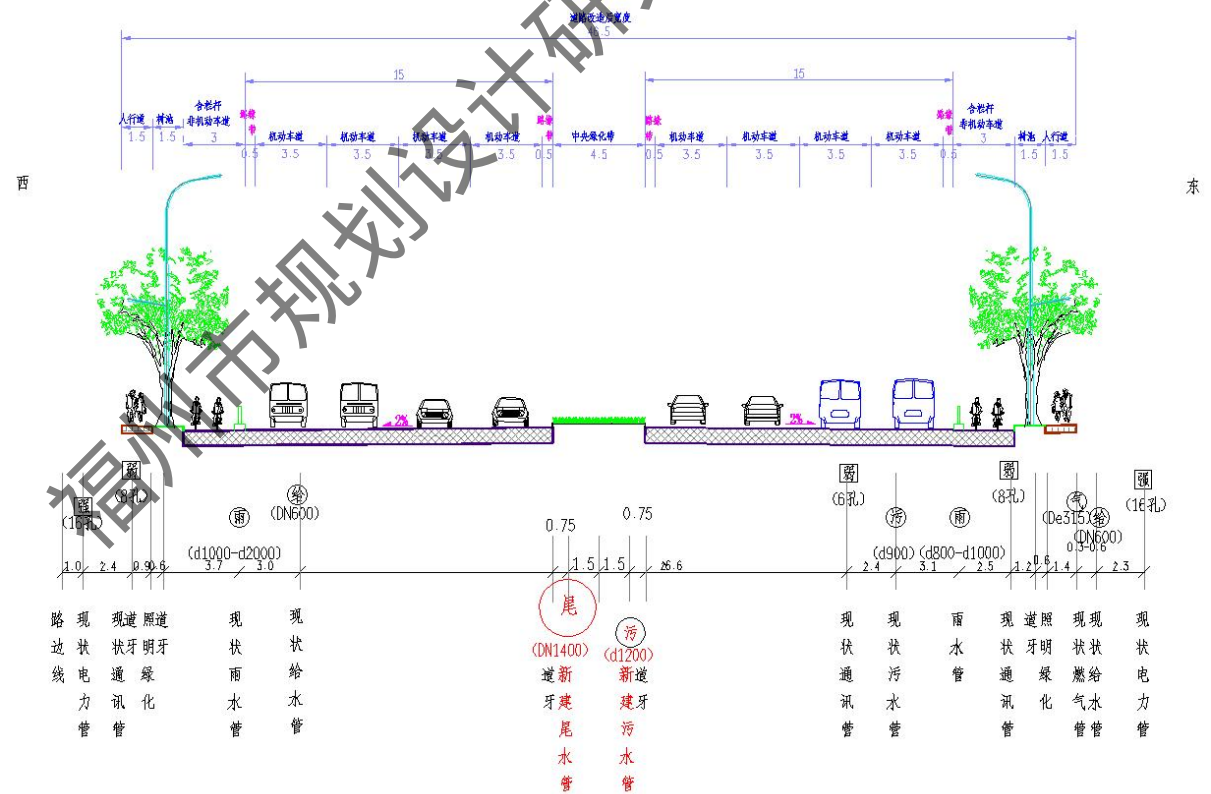 道路改造后宽度
46.5
15
15
人行道
树池
含栏杆
非机动车道
路缘带
机动车道
机动车道
机动车道
机动车道
路缘带
中央绿化带
路缘带
机动车道
机动车道
机动车道
机动车道
路缘带
含栏杆
非机动车道
树池
人行道
1.5
1.5
3
0.5
3.5
3.5
3.5
3.5
0.5
4.5
0.5
3.5
3.5
3.5
3.5
0.5
3
1.5
1.5
西
东
福州市规划设计研
2%
2%
强
(16孔)
弱
(8孔)
雨
(d1000-d2000)
给
(DN600)
弱
(6孔)
污
(d900)
雨
(d800-d1000)
弱
(8孔)
气
(De315)
给
(DN600)
强
(16孔)
0.75
0.75
1.0
2.4
0.9
0.6
3.7
3.0
1.5
1.5
2.4
3.1
2.5
1.2
0.6
1.4
0.3-0.6
2.3
尾
(DN1400)
污
(d1200)
路边线
现状电力管
现状通讯管
道牙
照明绿化
道牙
现状雨水管
现状给水管
道牙
新建尾水管
新建污水管
道牙
现状通讯管
现状污水管
雨水管
现状通讯管
道牙
照明绿化
现状燃气管
现状给水管
现状电力管